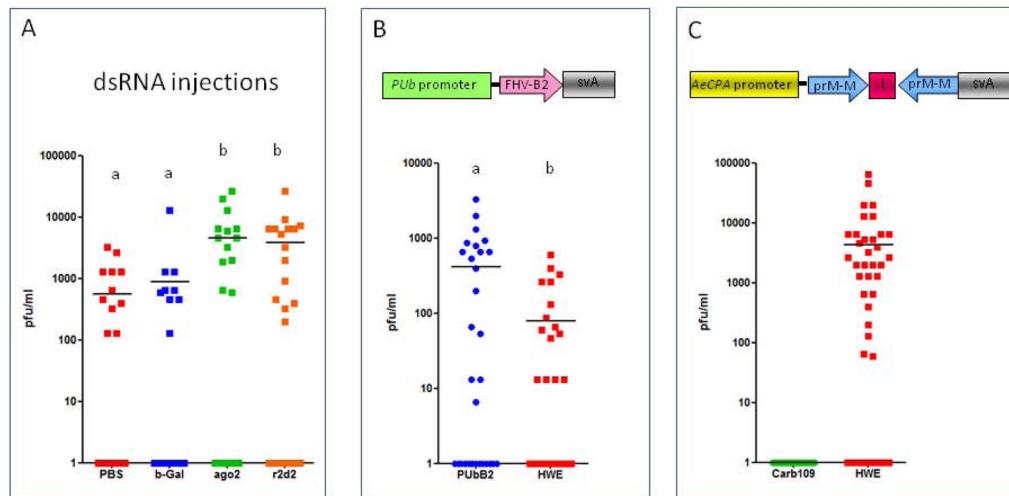 A
dsRNA injections
a
a
b
b
100000
10000
1000
100
10
1
pfu/ml
PBS
b-Gal
ago2
r2d2
B
PUb promoter
FHV-B2
svA
a
b
10000
1000
100
10
1
pfu/ml
PUbB2
HWE
C
AeCPA promoter
prM-M
i
prM-M
svA
100000
10000
1000
100
10
1
pfu/ml
Carb109
HWE